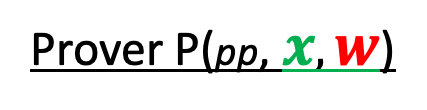 Prover P(pp, x, w)